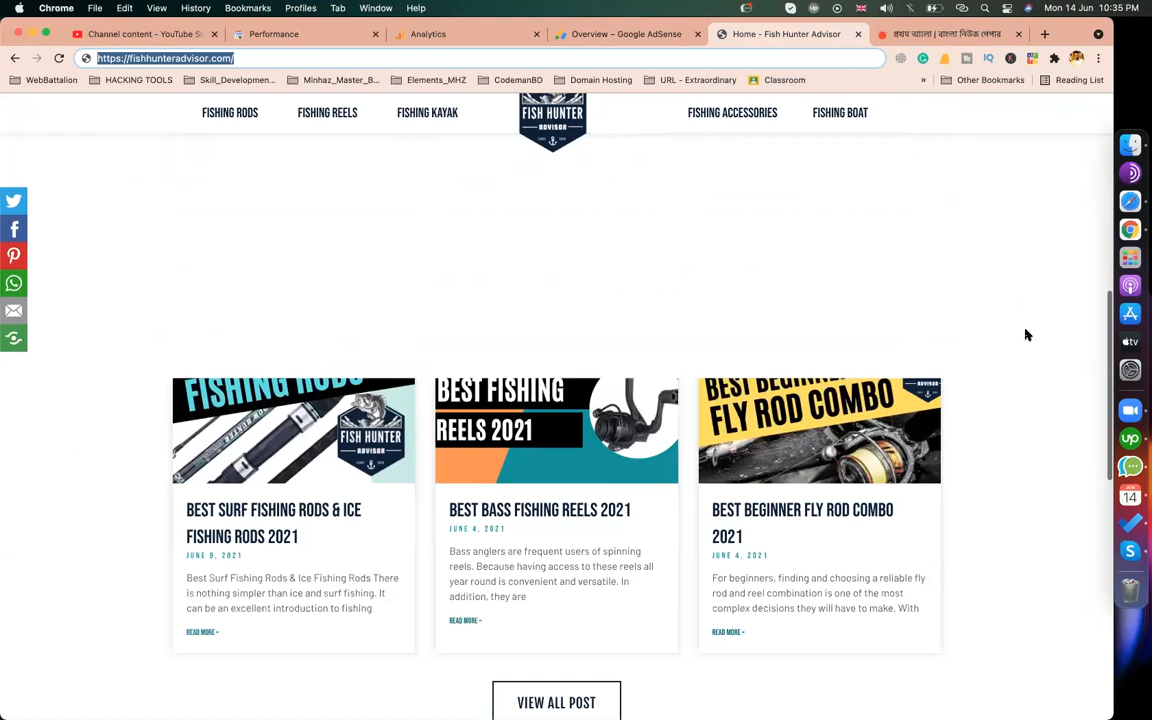 Chrome File Edit View History Bookmarks Profiles Tab Window Help Mon 14 Jun 10:35 PM
Channel content - YouTube S Performance Analytics Overview – Google AdSense Home – Fish Hunter Advisor প্রথম আলো | বাংলা নিউজ পেপার
https://fishhunteradvisor.com/
WebBattalion HACKING TOOLS Skill_Developmen... Minhaz_Master_B... Elements_MHZ CodemanBD Domain Hosting URL - Extraordinary Classroom » Other Bookmarks Reading List
FISHING RODS FISHING REELS FISHING KAYAK FISHING ACCESSORIES FISHING BOAT
FISH HUNTER
ADVISOR
FISHING RODS
FISH HUNTER
ADVISOR
BEST FISHING
REELS 2021
BEST BEGINNER
FLY ROD COMBO
BEST SURF FISHING RODS & ICE
FISHING RODS 2021
JUNE 9, 2021
Best Surf Fishing Rods & Ice Fishing Rods There
is nothing simpler than ice and surf fishing. It
can be an excellent introduction to fishing
READ MORE »
BEST BASS FISHING REELS 2021
JUNE 4, 2021
Bass anglers are frequent users of spinning
reels. Because having access to these reels all
year round is convenient and versatile. In
addition, they are
READ MORE »
BEST BEGINNER FLY ROD COMBO
2021
JUNE 4, 2021
For beginners, finding and choosing a reliable fly
rod and reel combination is one of the most
complex decisions they will have to make. With
READ MORE »
VIEW ALL POST
tv
up
JUN
14